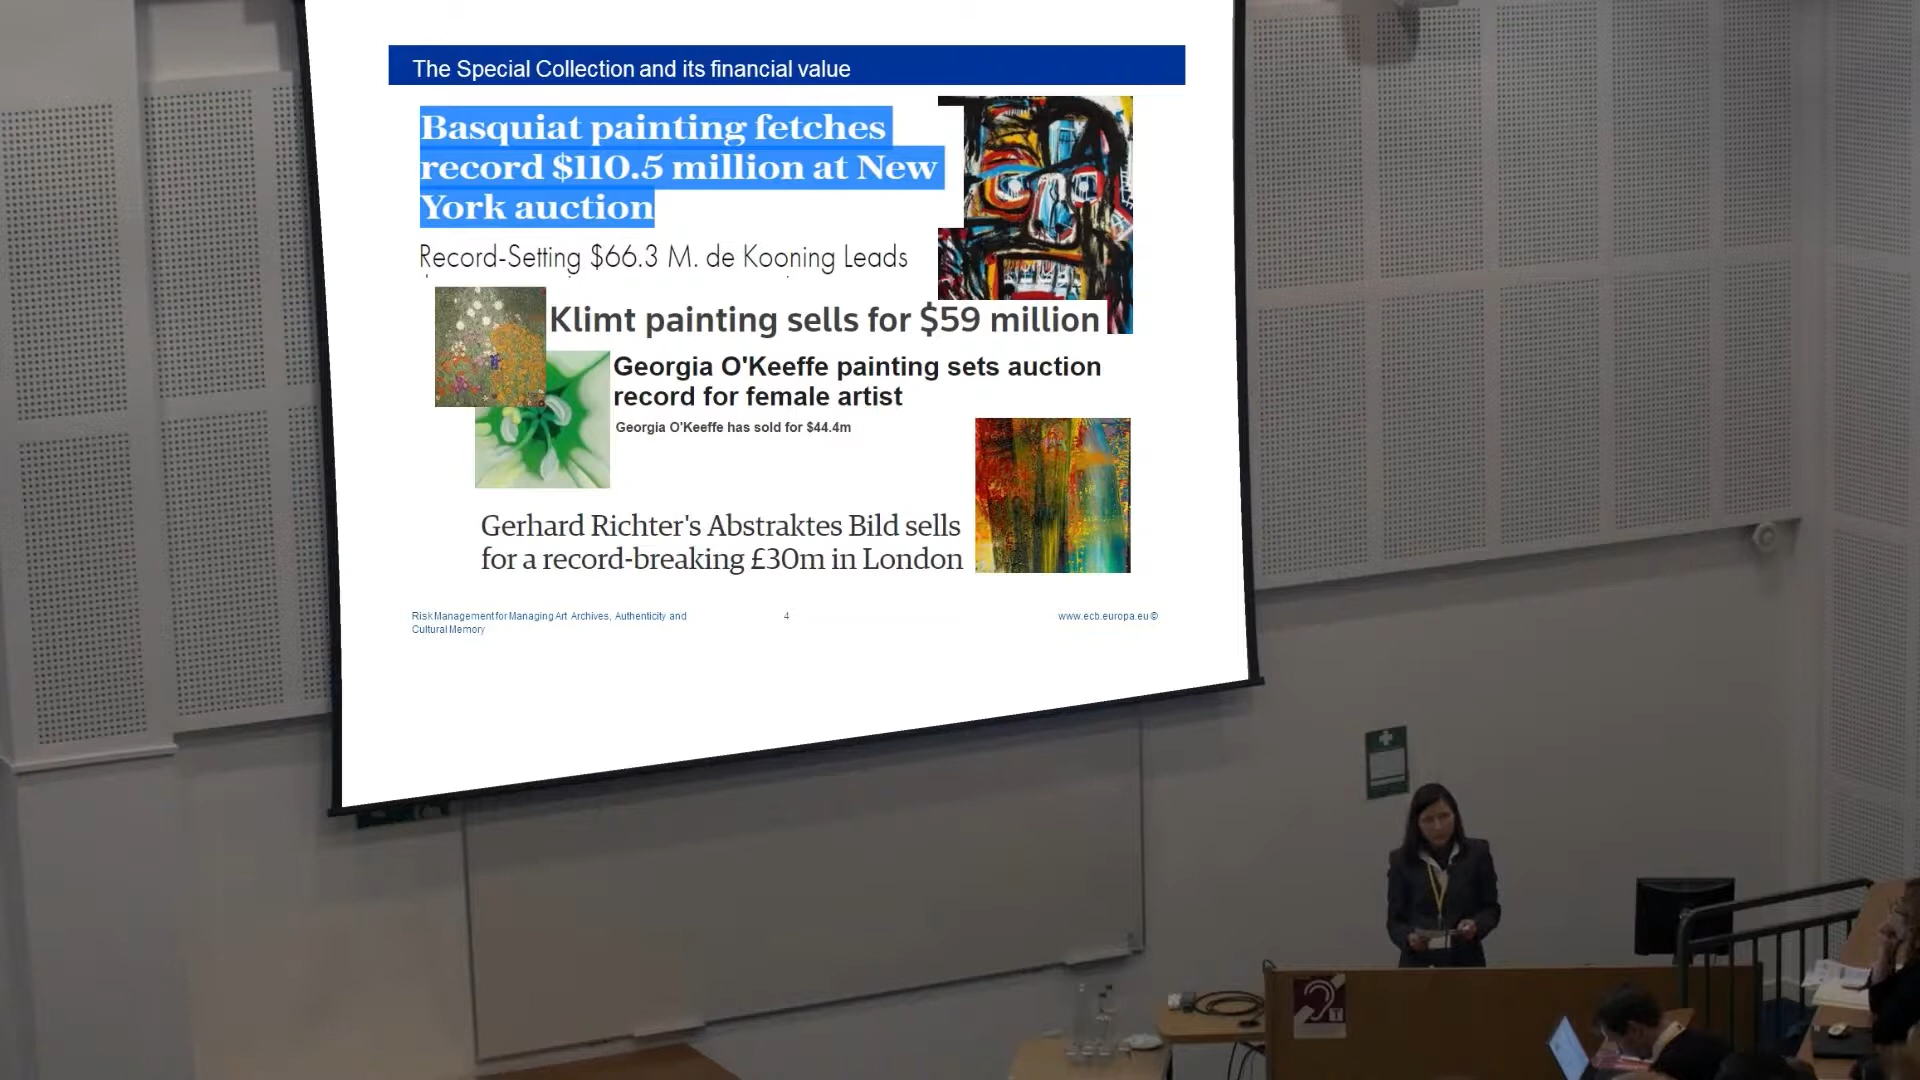 The Special Collection and its financial value
Basquiat painting fetches
record $110.5 million at New
York auction
Record-Setting $66.3 M. de Kooning Leads
Klimt painting sells for $59 million
Georgia O'Keeffe painting sets auction
record for female artist
Georgia O'Keeffe has sold for $44.4m
Gerhard Richter's Abstraktes Bild sells
for a record-breaking £30m in London
Risk Management for Managing Art Archives, Authenticity and
Cultural Memory
4
www.ecb.europa.eu ©
T